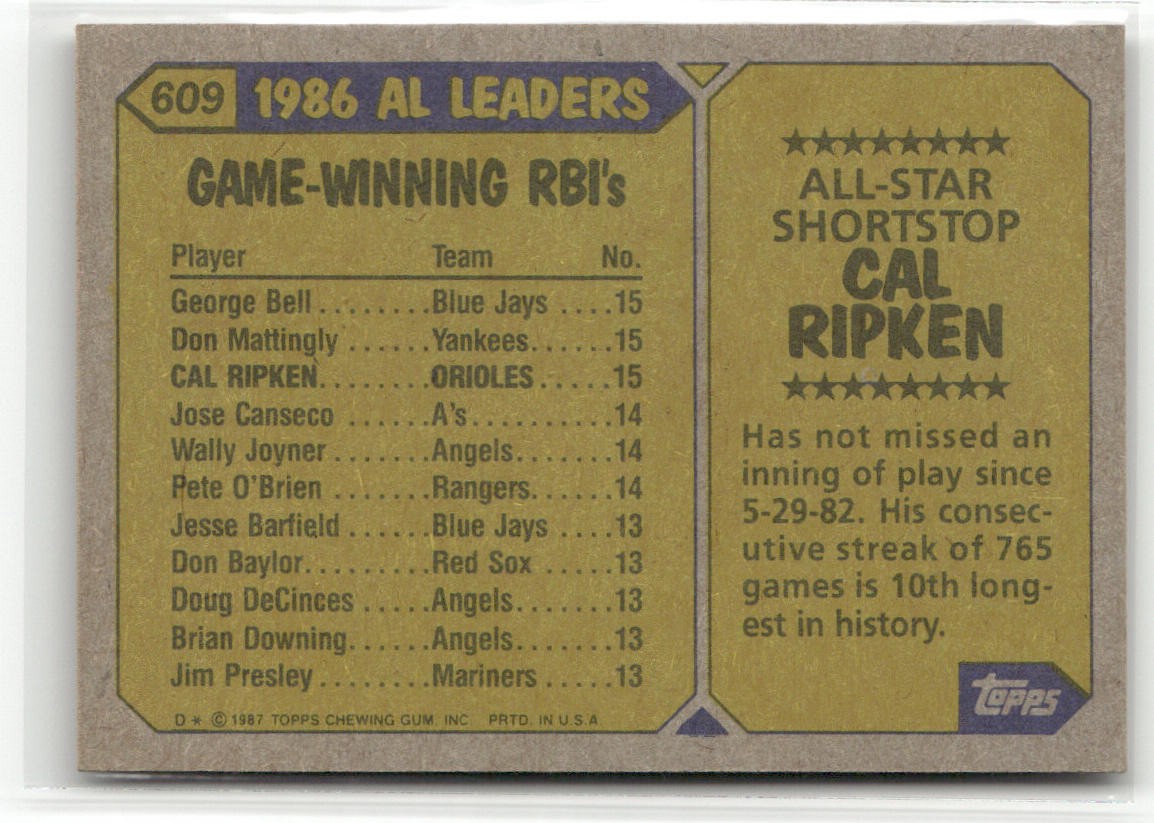 609 1986 AL LEADERS
GAME-WINNING RBI's
Player Team No.
George Bell ........ Blue Jays ....15
Don Mattingly ......Yankees.......15
CAL RIPKEN........ORIOLES.....15
Jose Canseco .......A's............14
Wally Joyner .......Angels.......14
Pete O'Brien .......Rangers......14
Jesse Barfield ......Blue Jays ....13
Don Baylor.........Red Sox .....13
Doug DeCinces .....Angels.......13
Brian Downing......Angels.......13
Jim Presley ........Mariners .....13
D* © 1987 TOPPS CHEWING GUM, INC. PRTD. IN U.S.A.
★★★★★★★★
ALL-STAR
SHORTSTOP
CAL
RIPKEN
★★★★★★★★
Has not missed an
inning of play since
5-29-82. His consec-
utive streak of 765
games is 10th long-
est in history.
topps